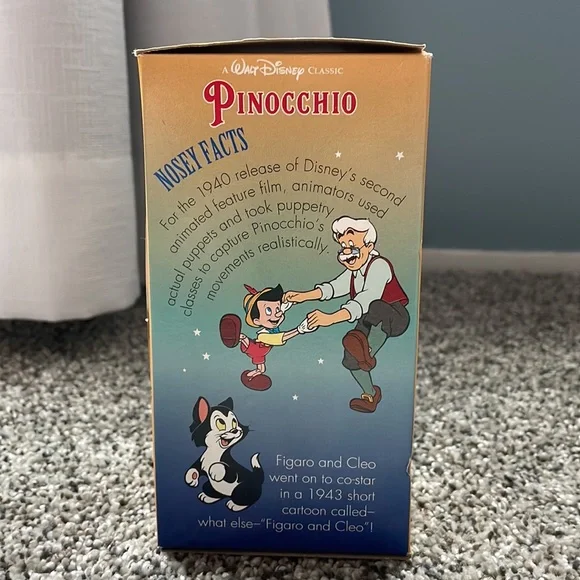 A Walt Disney CLASSIC
PINOCCHIO
NOSEY FACTS
For the 1940 release of Disney's second
animated feature film, animators used
actual puppets and took puppetry
classes to capture Pinocchio's
movements realistically.
Figaro and Cleo
went on to co-star
in a 1943 short
cartoon called—
what else—"Figaro and Cleo"!